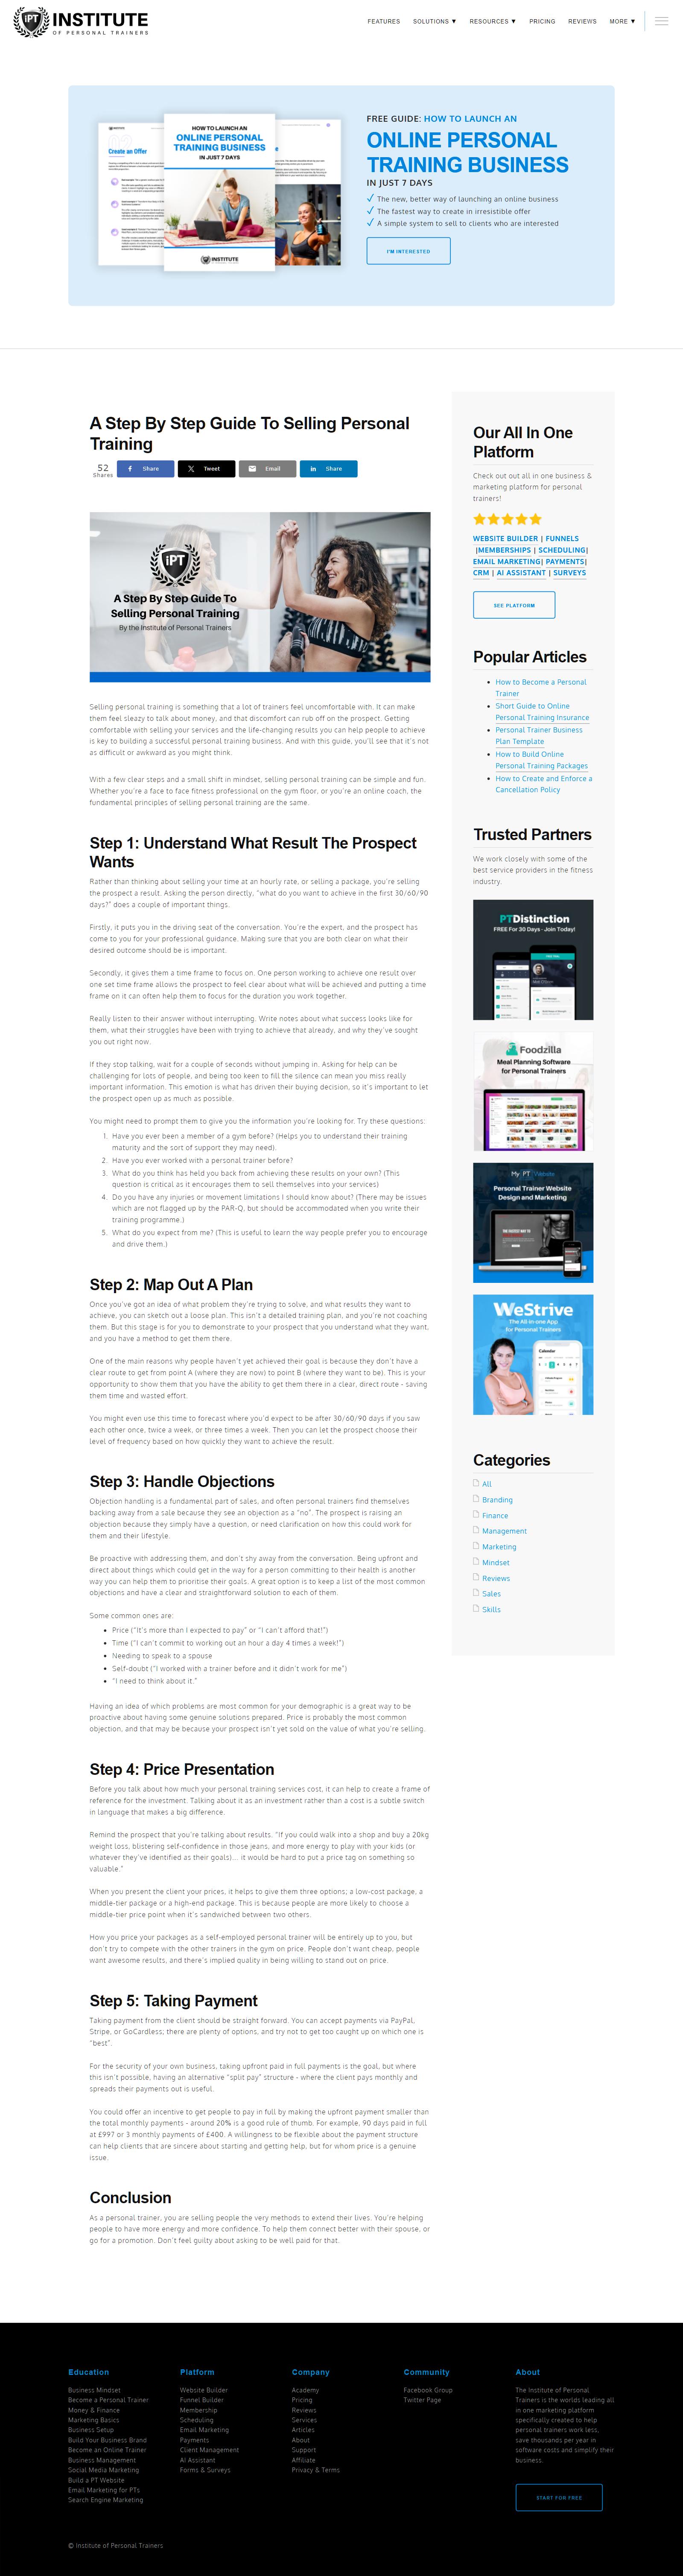 IPT INSTITUTE
OF PERSONAL TRAINERS
FEATURES SOLUTIONS ▼ RESOURCES ▼ PRICING REVIEWS MORE ▼
INSTITUTE
Create an Offer
HOW TO LAUNCH AN
ONLINE PERSONAL
TRAINING BUSINESS
IN JUST 7 DAYS
INSTITUTE
FREE GUIDE: HOW TO LAUNCH AN
ONLINE PERSONAL
TRAINING BUSINESS
IN JUST 7 DAYS
The new, better way of launching an online business
The fastest way to create in irresistible offer
A simple system to sell to clients who are interested
I'M INTERESTED
A Step By Step Guide To Selling Personal
Training
52
Shares
Share
Tweet
Email
Share
IPT
A Step By Step Guide To
Selling Personal Training
By the Institute of Personal Trainers
Selling personal training is something that a lot of trainers feel uncomfortable with. It can make
them feel sleazy to talk about money, and that discomfort can rub off on the prospect. Getting
comfortable with selling your services and the life-changing results you can help people to achieve
is key to building a successful personal training business. And with this guide, you'll see that it's not
as difficult or awkward as you might think.
With a few clear steps and a small shift in mindset, selling personal training can be simple and fun.
Whether you're a face to face fitness professional on the gym floor, or you're an online coach, the
fundamental principles of selling personal training are the same.
Step 1: Understand What Result The Prospect
Wants
Rather than thinking about selling your time at an hourly rate, or selling a package, you're selling
the prospect a result. Asking the person directly, "what do you want to achieve in the first 30/60/90
days?" does a couple of important things.
Firstly, it puts you in the driving seat of the conversation. You're the expert, and the prospect has
come to you for your professional guidance. Making sure that you are both clear on what their
desired outcome should be is important.
Secondly, it gives them a time frame to focus on. One person working to achieve one result over
one set time frame allows the prospect to feel clear about what will be achieved and putting a time
frame on it can often help them to focus for the duration you work together.
Really listen to their answer without interrupting. Write notes about what success looks like for
them, what their struggles have been with trying to achieve that already, and why they've sought
you out right now.
If they stop talking, wait for a couple of seconds without jumping in. Asking for help can be
challenging for lots of people, and being too keen to fill the silence can mean you miss really
important information. This emotion is what has driven their buying decision, so it's important to let
the prospect open up as much as possible.
You might need to prompt them to give you the information you're looking for. Try these questions:
1. Have you ever been a member of a gym before? (Helps you to understand their training
maturity and the sort of support they may need).
2. Have you ever worked with a personal trainer before?
3. What do you think has held you back from achieving these results on your own? (This
question is critical as it encourages them to sell themselves into your services)
4. Do you have any injuries or movement limitations I should know about? (There may be issues
which are not flagged up by the PAR-Q, but should be accommodated when you write their
training programme.)
5. What do you expect from me? (This is useful to learn the way people prefer you to encourage
and drive them.)
Step 2: Map Out A Plan
Once you've got an idea of what problem they're trying to solve, and what results they want to
achieve, you can sketch out a loose plan. This isn't a detailed training plan, and you're not coaching
them. But this stage is for you to demonstrate to your prospect that you understand what they want,
and you have a method to get them there.
One of the main reasons why people haven't yet achieved their goal is because they don't have a
clear route to get from point A (where they are now) to point B (where they want to be). This is your
opportunity to show them that you have the ability to get them there in a clear, direct route - saving
them time and wasted effort.
You might even use this time to forecast where you'd expect to be after 30/60/90 days if you saw
each other once, twice a week, or three times a week. Then you can let the prospect choose their
level of frequency based on how quickly they want to achieve the result.
Step 3: Handle Objections
Objection handling is a fundamental part of sales, and often personal trainers find themselves
backing away from a sale because they see an objection as a "no". The prospect is raising an
objection because they simply have a question, or need clarification on how this could work for
them and their lifestyle.
Be proactive with addressing them, and don't shy away from the conversation. Being upfront and
direct about things which could get in the way for a person committing to their health is another
way you help them to prioritise their goals. A great option is to keep a list of the most common
objections and have a clear and straightforward solution to each of them.
Some common ones are:
Price ("It's more than I expected to pay" or "I can't afford that!")
Time ("I can't commit to working out an hour a day 4 times a week!")
Needing to speak to a spouse
Self-doubt ("I worked with a trainer before and it didn't work for me")
"I need to think about it."
Having an idea of which problems are most common for your demographic is a great way to be
proactive about having some genuine solutions prepared. Price is probably the most common
objection, and that may be because your prospect isn't yet sold on the value of what you're selling.
Step 4: Price Presentation
Before you talk about how much your personal training services cost, it can help to create a frame of
reference for the investment. Talking about it as an investment rather than a cost is a subtle switch
in language that makes a big difference.
Remind the prospect that you're talking about results. "If you could walk into a shop and buy a 20kg
weight loss, blistering self-confidence in those jeans, and more energy to play with your kids (or
whatever they've identified as their goals)... it would be hard to put a price tag on something so
valuable."
When you present the client your prices, it helps to give them three options; a low-cost package, a
middle-tier package or a high-end package. This is because people are more likely to choose a
middle-tier price point when it's sandwiched between two others.
How you price your packages as a self-employed personal trainer will be entirely up to you, but
don't try to compete with the other trainers in the gym on price. People don't want cheap, people
want awesome results, and there's implied quality in being willing to stand out on price.
Step 5: Taking Payment
Taking payment from the client should be straight forward. You can accept payments via PayPal,
Stripe, or GoCardless; there are plenty of options, and try not to get too caught up on which one is
"best".
For the security of your own business, taking upfront paid in full payments is the goal, but where
this isn't possible, having an alternative "split pay" structure - where the client pays monthly and
spreads their payments out is useful.
You could offer an incentive to get people to pay in full by making the upfront payment smaller than
the total monthly payments - around 20% is a good rule of thumb. For example, 90 days paid in full
at £997 or 3 monthly payments of £400. A willingness to be flexible about the payment structure
can help clients that are sincere about starting and getting help, but for whom price is a genuine
issue.
Conclusion
As a personal trainer, you are selling people the very methods to extend their lives. You're helping
people to have more energy and more confidence. To help them connect better with their spouse, or
go for a promotion. Don't feel guilty about asking to be well paid for that.
Our All In One
Platform
Check out out all in one business &
marketing platform for personal
trainers!
WEBSITE BUILDER | FUNNELS
|MEMBERSHIPS | SCHEDULING|
EMAIL MARKETING| PAYMENTS|
CRM | AI ASSISTANT | SURVEYS
SEE PLATFORM
Popular Articles
How to Become a Personal
Trainer
Short Guide to Online
Personal Training Insurance
Personal Trainer Business
Plan Template
How to Build Online
Personal Training Packages
How to Create and Enforce a
Cancellation Policy
Trusted Partners
We work closely with some of the
best service providers in the fitness
industry.
PTDistinction
FREE For 30 Days - Join Today!
Foodzilla
Meal Planning Software
for Personal Trainers
My PT Website
Personal Trainer Website
Design and Marketing
WeStrive
The All-in-one App
for Personal Trainers
Calendar
Categories
All
Branding
Finance
Management
Marketing
Mindset
Reviews
Sales
Skills
Education
Business Mindset
Become a Personal Trainer
Money & Finance
Marketing Basics
Business Setup
Build Your Business Brand
Become an Online Trainer
Business Management
Social Media Marketing
Build a PT Website
Email Marketing for PTs
Search Engine Marketing
Platform
Website Builder
Funnel Builder
Membership
Scheduling
Email Marketing
Payments
Client Management
AI Assistant
Forms & Surveys
Company
Academy
Pricing
Reviews
Services
Articles
About
Support
Affiliate
Privacy & Terms
Community
Facebook Group
Twitter Page
About
The Institute of Personal
Trainers is the worlds leading all
in one marketing platform
specifically created to help
personal trainers work less,
save thousands per year in
software costs and simplify their
business.
START FOR FREE
© Institute of Personal Trainers